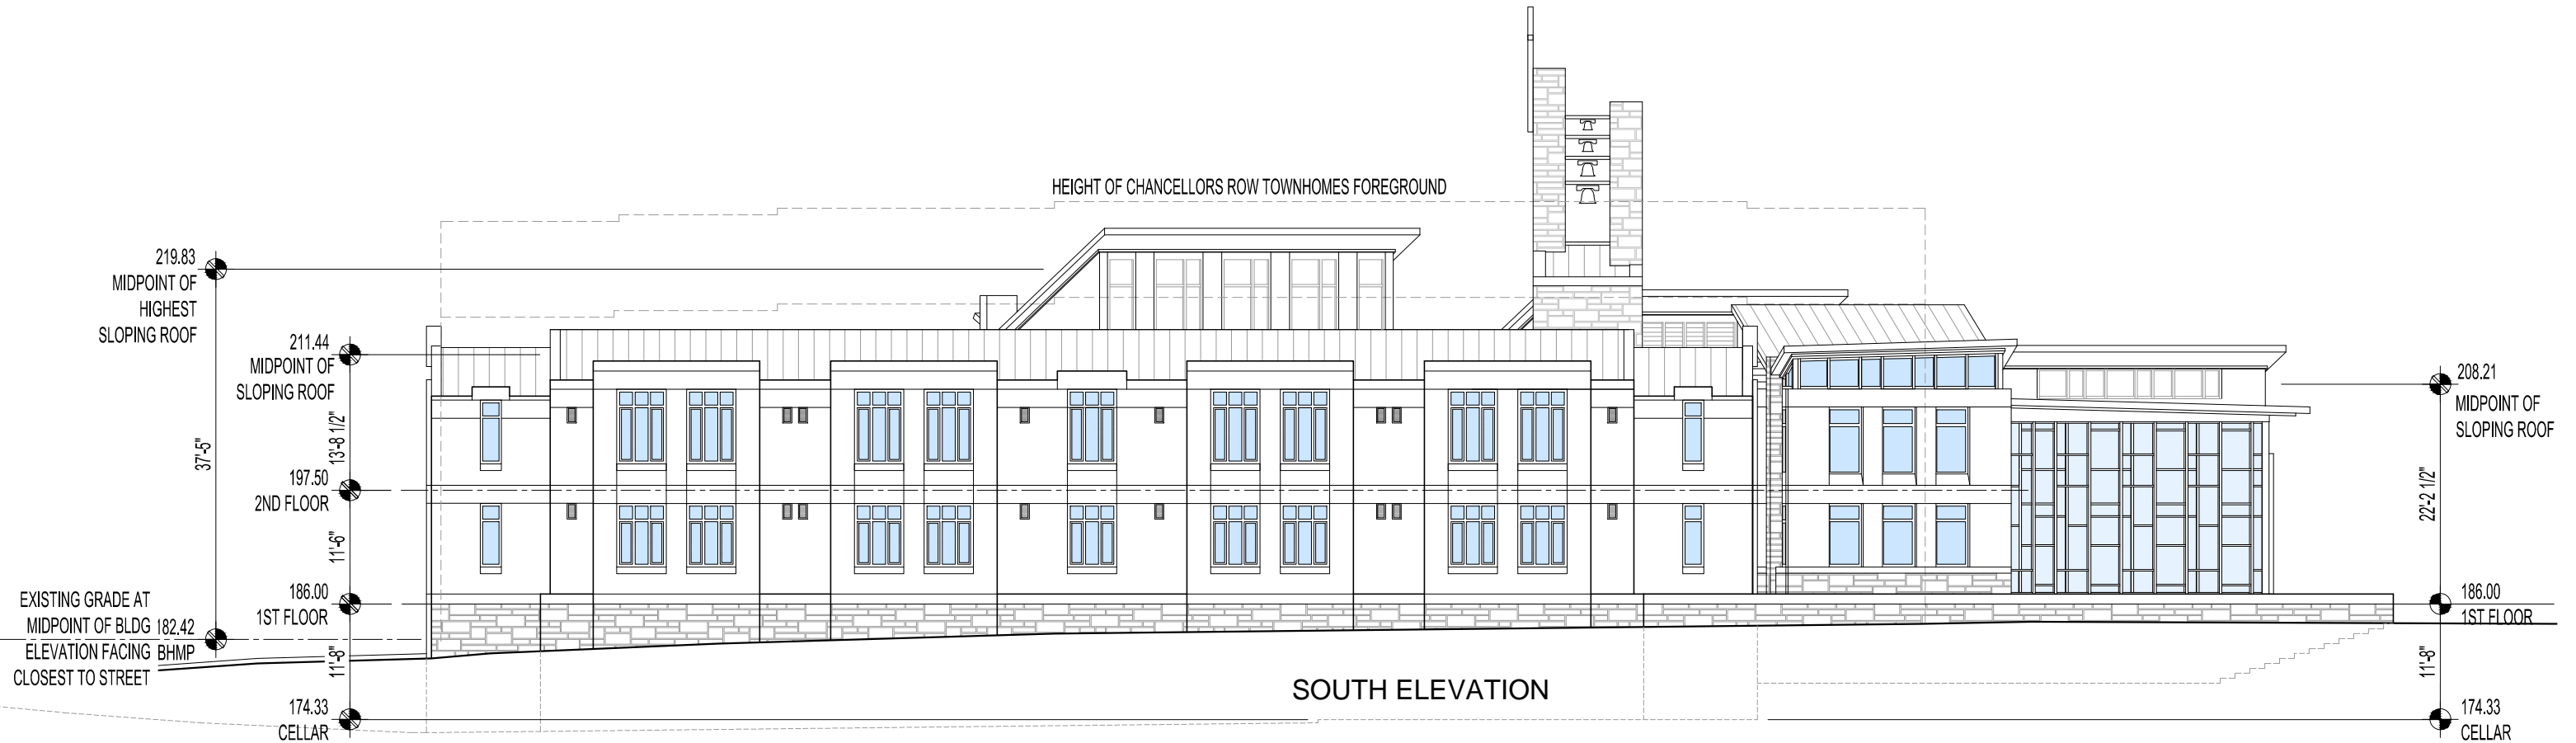 HEIGHT OF CHANCELLORS ROW TOWNHOMES FOREGROUND
219.83
MIDPOINT OF
HIGHEST
SLOPING ROOF
37'-5"
EXISTING GRADE AT
MIDPOINT OF BLDG 182.42
ELEVATION FACING BHMP
CLOSEST TO STREET
211.44
MIDPOINT OF
SLOPING ROOF
13'-8 1/2"
197.50
2ND FLOOR
11'-6"
186.00
1ST FLOOR
11'-8"
174.33
CELLAR
SOUTH ELEVATION
208.21
MIDPOINT OF
SLOPING ROOF
22'-2 1/2"
186.00
1ST FLOOR
11'-8"
174.33
CELLAR